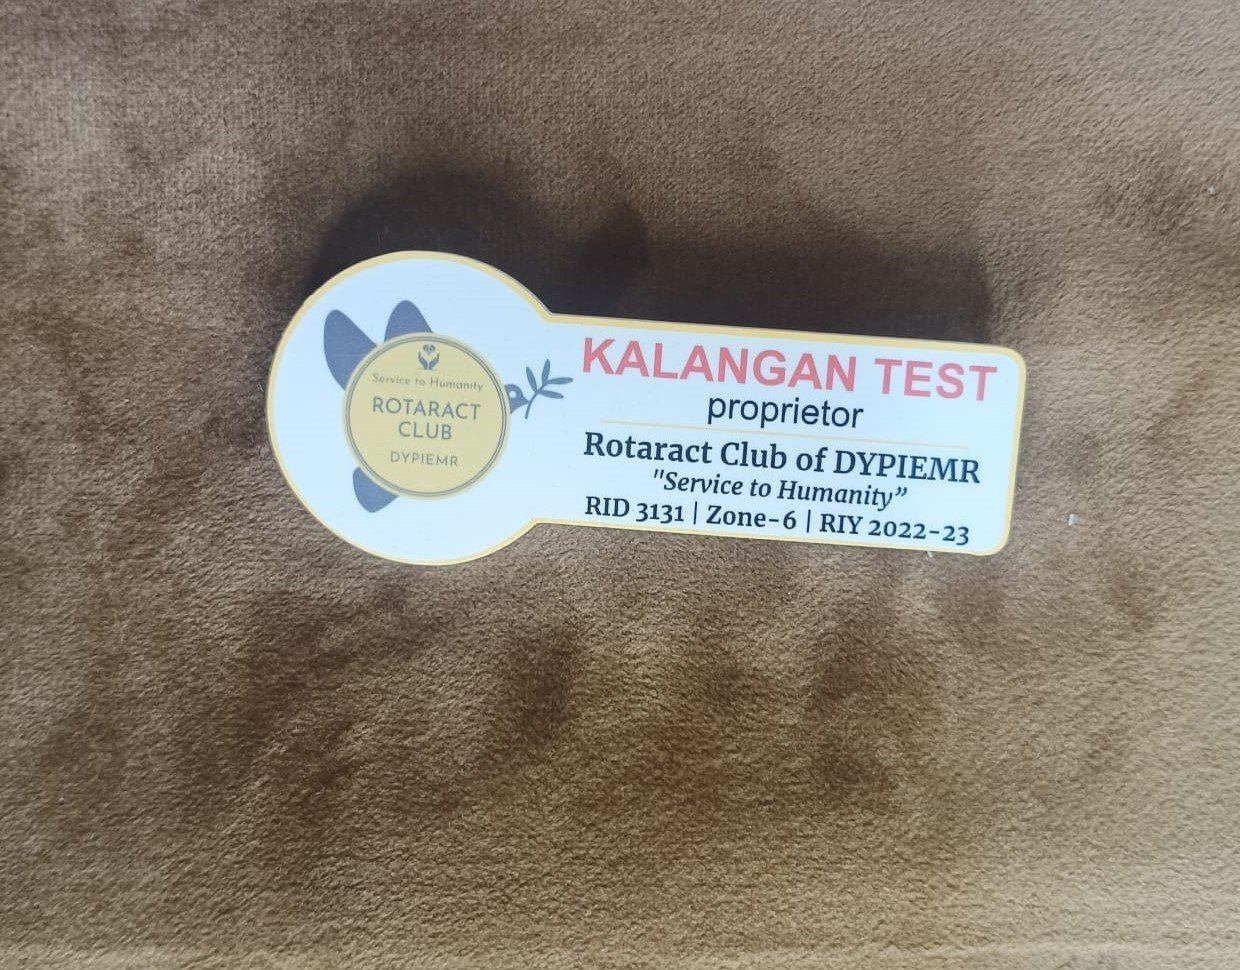 Service to Humanity
ROTARACT
CLUB
DYPIEMR
KALANGAN TEST
proprietor
Rotaract Club of DYPIEMR
"Service to Humanity”
RID 3131 | Zone-6 | RIY 2022-23